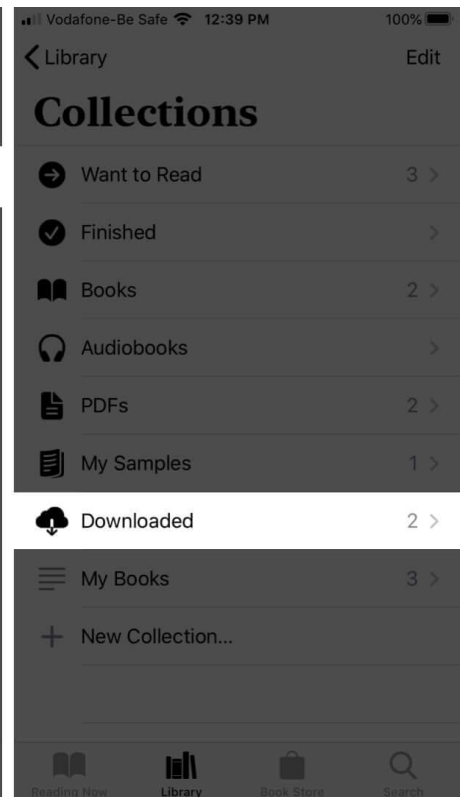 Vodafone-Be Safe 12:39 PM 100%
Library Edit
Collections
Want to Read 3
Finished
Books 2
Audiobooks
PDFs 2
My Samples 1
Downloaded 2
My Books 3
New Collection...
Reading Now Library Book Store Search